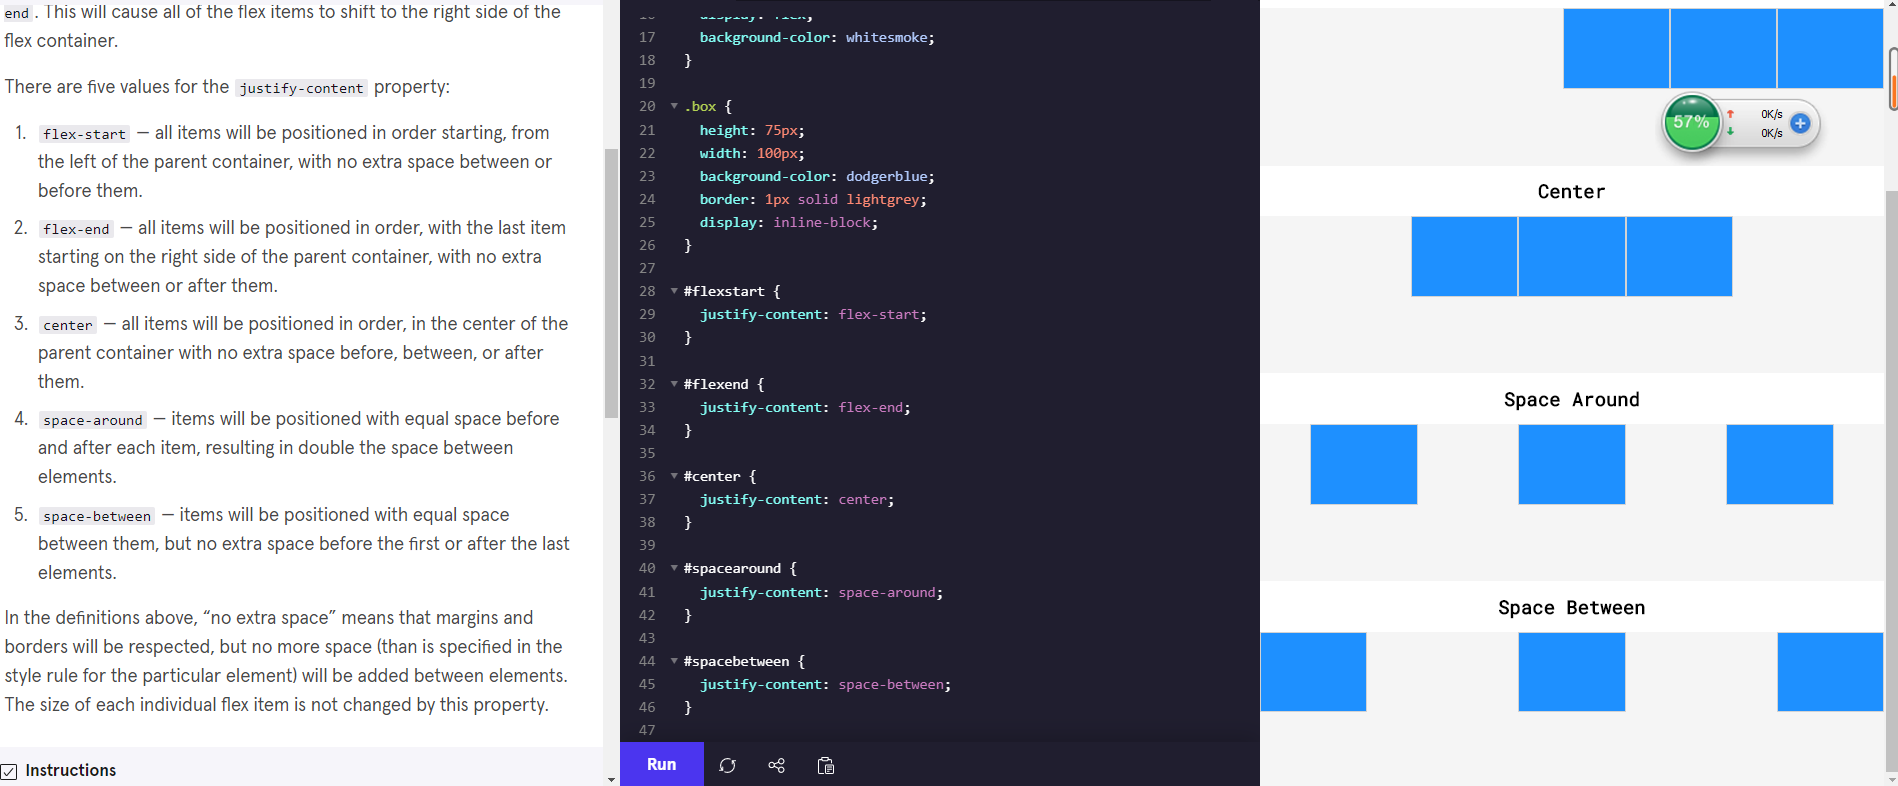 end . This will cause all of the flex items to shift to the right side of the
flex container.
There are five values for the justify-content property:
1. flex-start — all items will be positioned in order starting, from
the left of the parent container, with no extra space between or
before them.
2. flex-end — all items will be positioned in order, with the last item
starting on the right side of the parent container, with no extra
space between or after them.
3. center — all items will be positioned in order, in the center of the
parent container with no extra space before, between, or after
them.
4. space-around — items will be positioned with equal space before
and after each item, resulting in double the space between
elements.
5. space-between — items will be positioned with equal space
between them, but no extra space before the first or after the last
elements.
In the definitions above, “no extra space” means that margins and
borders will be respected, but no more space (than is specified in the
style rule for the particular element) will be added between elements.
The size of each individual flex item is not changed by this property.
Instructions
16 display: flex;
17 background-color: whitesmoke;
18 }
19
20 .box {
21 height: 75px;
22 width: 100px;
23 background-color: dodgerblue;
24 border: 1px solid lightgrey;
25 display: inline-block;
26 }
27
28 #flexstart {
29 justify-content: flex-start;
30 }
31
32 #flexend {
33 justify-content: flex-end;
34 }
35
36 #center {
37 justify-content: center;
38 }
39
40 #spacearound {
41 justify-content: space-around;
42 }
43
44 #spacebetween {
45 justify-content: space-between;
46 }
47
Run
57%
0K/s
0K/s
Center
Space Around
Space Between